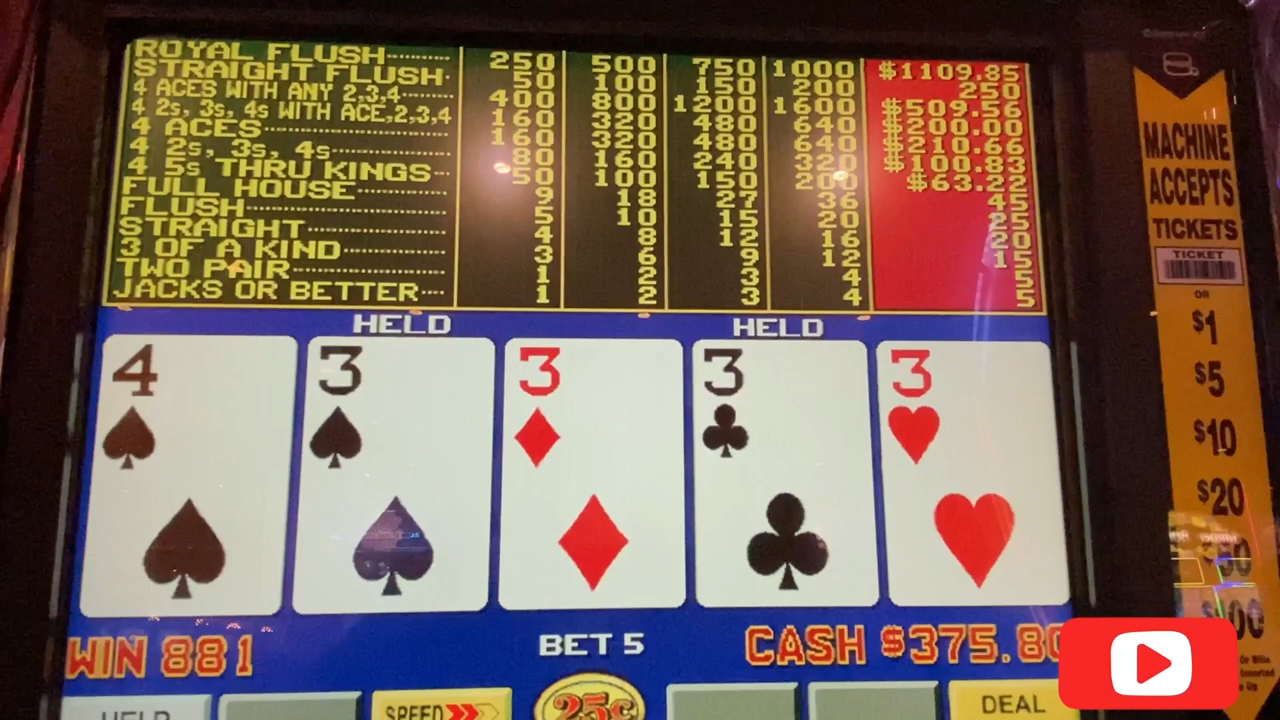 ROYAL FLUSH 250 500 750 1000 $1109.85
STRAIGHT FLUSH 50 100 150 200 250
4 ACES WITH ANY 2,3,4 400 800 1200 1600 $509.56
4 2s, 3s, 4s WITH ACE,2,3,4 160 320 480 640 $200.00
4 ACES 160 320 480 640 $210.66
4 2s, 3s, 4s 80 160 240 320 $100.83
4 5s THRU KINGS 50 100 150 200 $63.22
FULL HOUSE 9 18 27 36 45
FLUSH 5 10 15 20 25
STRAIGHT 4 8 12 16 20
3 OF A KIND 3 6 9 12 15
TWO PAIR 1 2 3 4 5
JACKS OR BETTER 1 2 3 4 5
HELD HELD
4 3 3 3 3
WIN 881 BET 5 CASH $375.80
HELP SPEED 25¢ DEAL
MACHINE
ACCEPTS
TICKETS
TICKET
OR
$1
$5
$10
$20
$50
$100